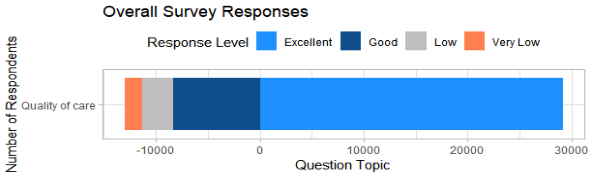 Overall Survey Responses
Response Level Excellent Good Low Very Low
Number of Respondents
Quality of care
-10000 0 10000 20000 30000
Question Topic